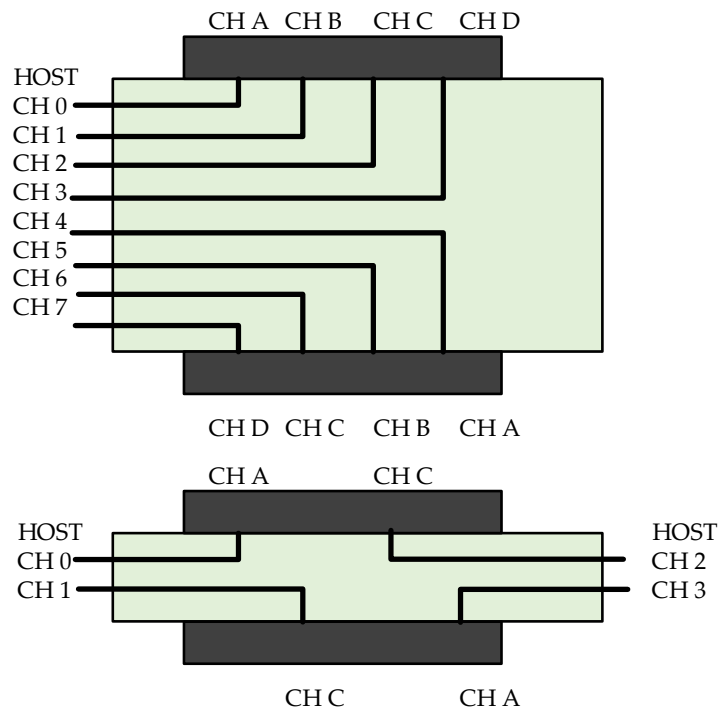 CH A CH B CH C CH D
HOST
CH 0
CH 1
CH 2
CH 3
CH 4
CH 5
CH 6
CH 7
CH D CH C CH B CH A
CH A CH C
HOST
CH 0
CH 1
HOST
CH 2
CH 3
CH C CH A